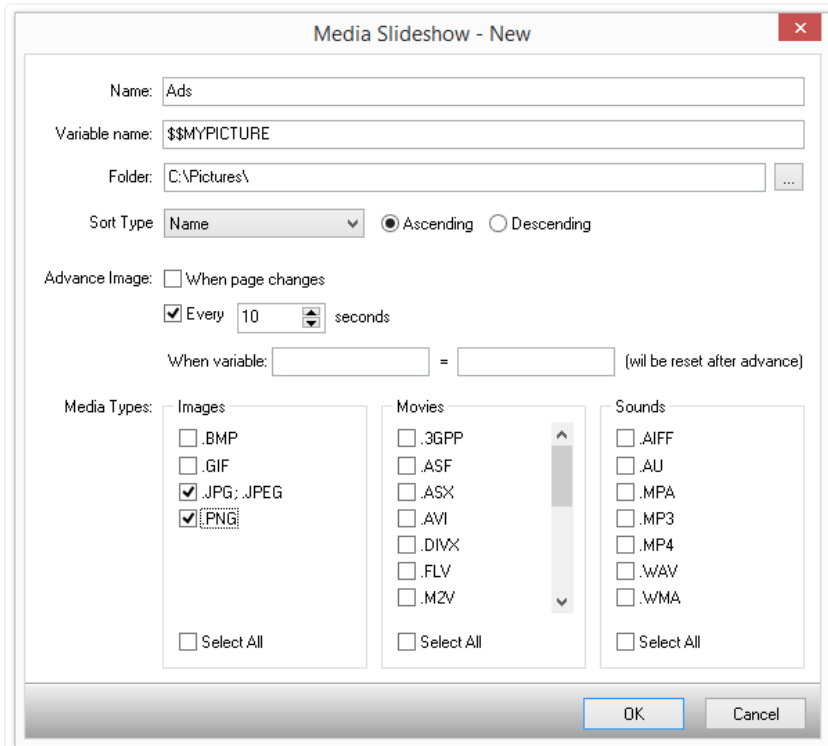 Media Slideshow - New
Name: Ads
Variable name: $$MYPICTURE
Folder: C:\Pictures\ ...
Sort Type Name Ascending Descending
Advance Image: When page changes
Every 10 seconds
When variable: = (wil be reset after advance)
Media Types: Images Movies Sounds
.BMP .3GPP .AIFF
.GIF .ASF .AU
.JPG; .JPEG .ASX .MPA
.PNG .AVI .MP3
.DIVX .MP4
.FLV .WAV
.M2V .WMA
Select All Select All Select All
OK Cancel